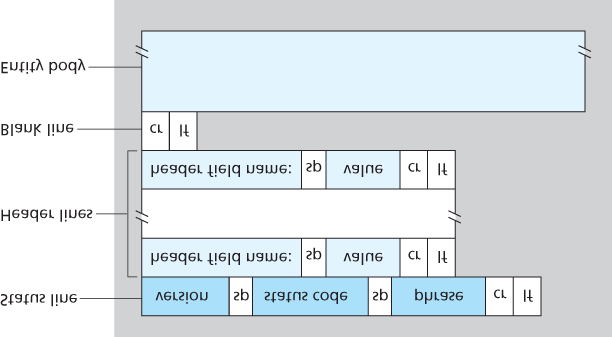 Status line version sp status code sp phrase cr lf
header field name: sp value cr lf
Header lines
header field name: sp value cr lf
Blank line cr lf
Entity body